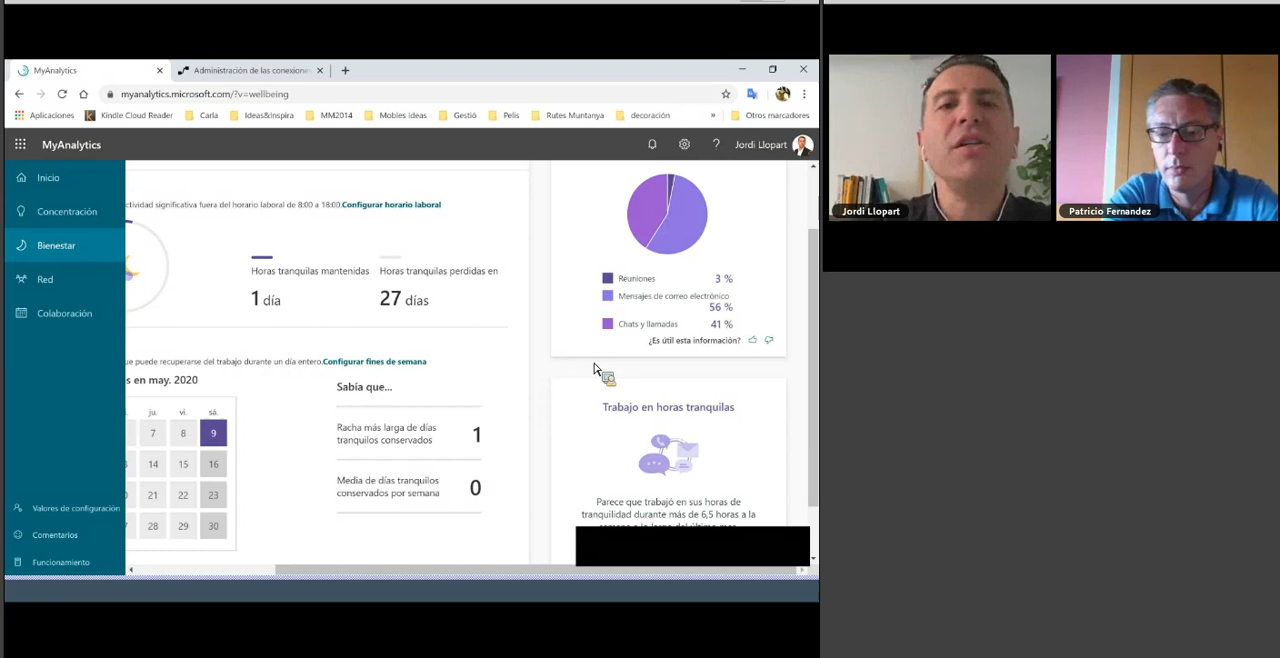 MyAnalytics
Administración de las conexione
myanalytics.microsoft.com/?v=wellbeing
Aplicaciones
Kindle Cloud Reader
Carla
Ideas&Inspira
MM2014
Mobles Ideas
Gestió
Pelis
Rutes Muntanya
decoración
»
Otros marcadores
MyAnalytics
?
Jordi Llopart
Inicio
Concentración
Bienestar
Red
Colaboración
Valores de configuración
Comentarios
Funcionamiento
ctividad significativa fuera del horario laboral de 8:00 a 18:00.Configurar horario laboral
Horas tranquilas mantenidas
1 día
Horas tranquilas perdidas en
27 días
ue puede recuperarse del trabajo durante un día entero.Configurar fines de semana
s en may. 2020
ju. vi. sá.
7 8 9
14 15 16
21 22 23
28 29 30
Sabía que...
Racha más larga de días
tranquilos conservados
1
Media de días tranquilos
conservados por semana
0
Reuniones 3 %
Mensajes de correo electrónico
56 %
Chats y llamadas 41 %
¿Es útil esta información?
Trabajo en horas tranquilas
Parece que trabajó en sus horas de
tranquilidad durante más de 6,5 horas a la
Jordi Llopart
Patricio Fernandez